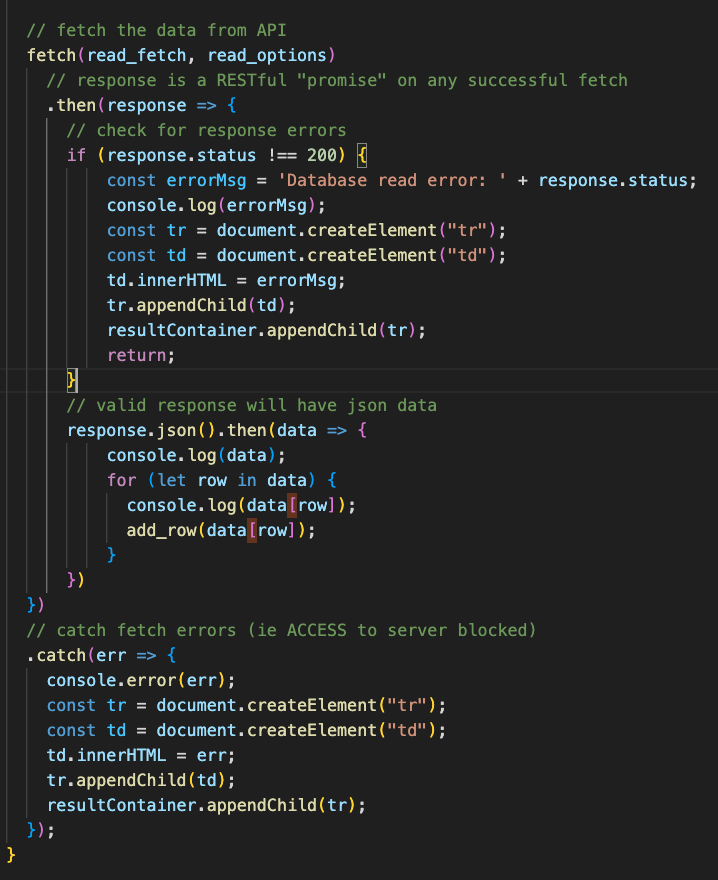 // fetch the data from API
fetch(read_fetch, read_options)
// response is a RESTful "promise" on any successful fetch
.then(response => {
// check for response errors
if (response.status !== 200) {
const errorMsg = 'Database read error: ' + response.status;
console.log(errorMsg);
const tr = document.createElement("tr");
const td = document.createElement("td");
td.innerHTML = errorMsg;
tr.appendChild(td);
resultContainer.appendChild(tr);
return;
}
// valid response will have json data
response.json().then(data => {
console.log(data);
for (let row in data) {
console.log(data[row]);
add_row(data[row]);
}
})
})
// catch fetch errors (ie ACCESS to server blocked)
.catch(err => {
console.error(err);
const tr = document.createElement("tr");
const td = document.createElement("td");
td.innerHTML = err;
tr.appendChild(td);
resultContainer.appendChild(tr);
});
}